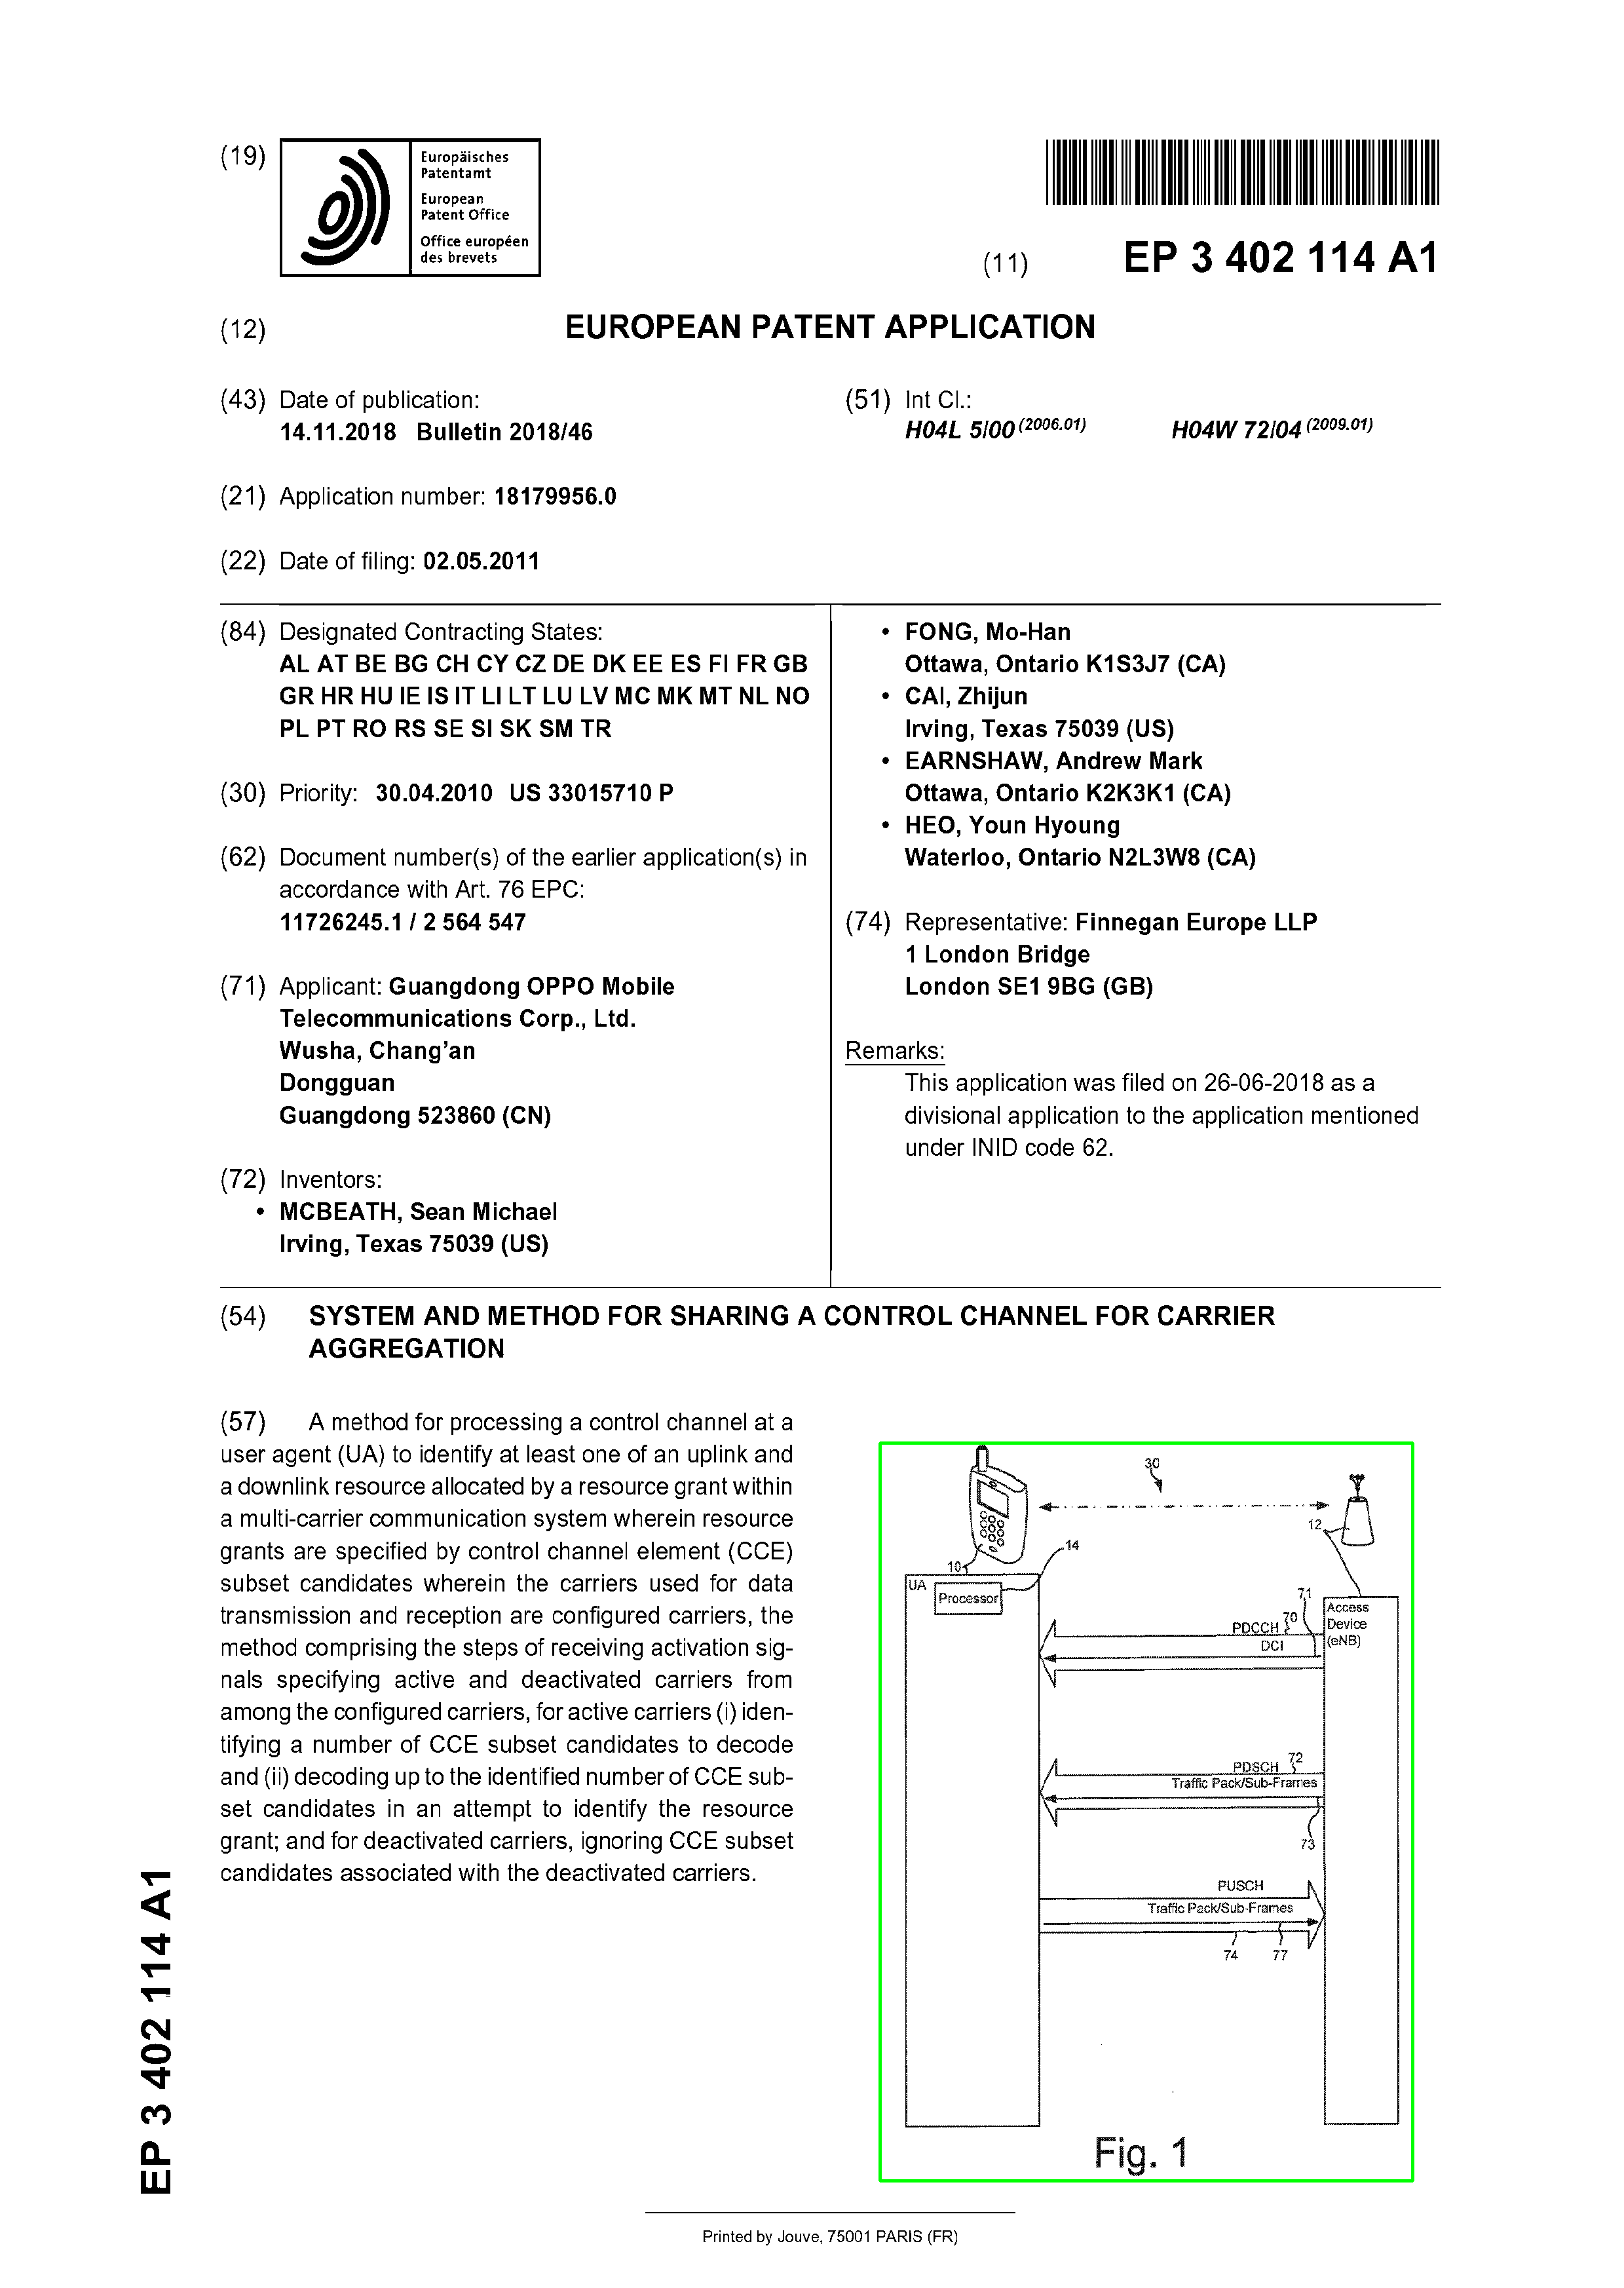 (19)
Europäisches
Patentamt
European
Patent Office
Office européen
des brevets
(11)
EP 3 402 114 A1
(12)
EUROPEAN PATENT APPLICATION
(43) Date of publication:
14.11.2018 Bulletin 2018/46
(51) Int Cl.:
H04L 5/00 (2006.01) H04W 72/04 (2009.01)
(21) Application number: 18179956.0
(22) Date of filing: 02.05.2011
(84) Designated Contracting States:
AL AT BE BG CH CY CZ DE DK EE ES FI FR GB
GR HR HU IE IS IT LI LT LU LV MC MK MT NL NO
PL PT RO RS SE SI SK SM TR
(30) Priority: 30.04.2010 US 33015710 P
(62) Document number(s) of the earlier application(s) in
accordance with Art. 76 EPC:
11726245.1 / 2 564 547
(71) Applicant: Guangdong OPPO Mobile
Telecommunications Corp., Ltd.
Wusha, Chang'an
Dongguan
Guangdong 523860 (CN)
(72) Inventors:
• MCBEATH, Sean Michael
Irving, Texas 75039 (US)
• FONG, Mo-Han
Ottawa, Ontario K1S3J7 (CA)
• CAI, Zhijun
Irving, Texas 75039 (US)
• EARNSHAW, Andrew Mark
Ottawa, Ontario K2K3K1 (CA)
• HEO, Youn Hyoung
Waterloo, Ontario N2L3W8 (CA)
(74) Representative: Finnegan Europe LLP
1 London Bridge
London SE1 9BG (GB)
Remarks:
This application was filed on 26-06-2018 as a
divisional application to the application mentioned
under INID code 62.
(54) SYSTEM AND METHOD FOR SHARING A CONTROL CHANNEL FOR CARRIER
AGGREGATION
(57) A method for processing a control channel at a
user agent (UA) to identify at least one of an uplink and
a downlink resource allocated by a resource grant within
a multi-carrier communication system wherein resource
grants are specified by control channel element (CCE)
subset candidates wherein the carriers used for data
transmission and reception are configured carriers, the
method comprising the steps of receiving activation sig-
nals specifying active and deactivated carriers from
among the configured carriers, for active carriers (i) iden-
tifying a number of CCE subset candidates to decode
and (ii) decoding up to the identified number of CCE sub-
set candidates in an attempt to identify the resource
grant; and for deactivated carriers, ignoring CCE subset
candidates associated with the deactivated carriers.
30
12
14
10
UA
Processor
71
Access
Device
(eNB)
PDCCH 70
DCI
PDSCH 72
Traffic Pack/Sub-Frames
73
PUSCH
Traffic Pack/Sub-Frames
74 77
Fig. 1
EP 3 402 114 A1
Printed by Jouve, 75001 PARIS (FR)